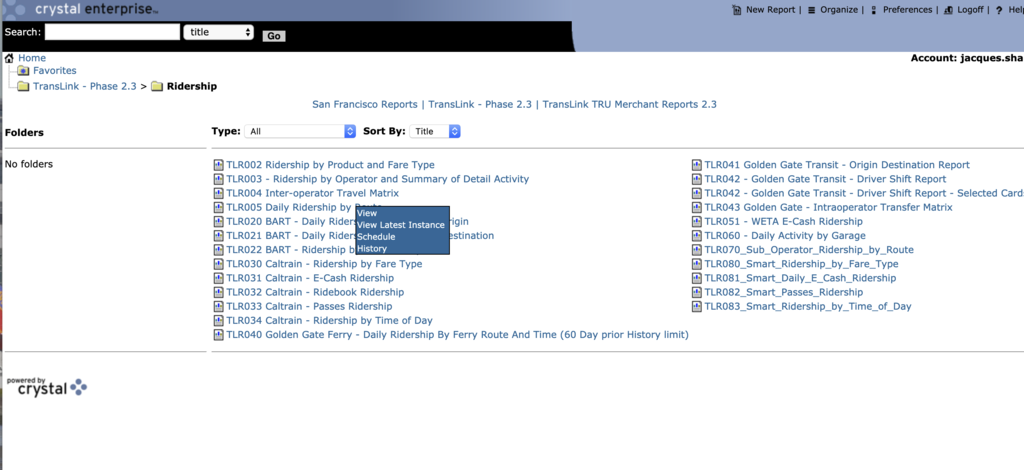 crystal enterprise™
New Report | Organize | Preferences | Logoff | ? Help
Search: title Go
Home
Account: jacques.sha
Favorites
TransLink - Phase 2.3 > Ridership
San Francisco Reports | TransLink - Phase 2.3 | TransLink TRU Merchant Reports 2.3
Folders
Type: All Sort By: Title
No folders
TLR002 Ridership by Product and Fare Type
TLR003 - Ridership by Operator and Summary of Detail Activity
TLR004 Inter-operator Travel Matrix
TLR005 Daily Ridership by
TLR020 BART - Daily Riders igin
TLR021 BART - Daily Riders estination
TLR022 BART - Ridership b
TLR030 Caltrain - Ridership by Fare Type
TLR031 Caltrain - E-Cash Ridership
TLR032 Caltrain - Ridebook Ridership
TLR033 Caltrain - Passes Ridership
TLR034 Caltrain - Ridership by Time of Day
TLR040 Golden Gate Ferry - Daily Ridership By Ferry Route And Time (60 Day prior History limit)
View
View Latest Instance
Schedule
History
TLR041 Golden Gate Transit - Origin Destination Report
TLR042 - Golden Gate Transit - Driver Shift Report
TLR042 - Golden Gate Transit - Driver Shift Report - Selected Cards
TLR043 Golden Gate - Intraoperator Transfer Matrix
TLR051 - WETA E-Cash Ridership
TLR060 - Daily Activity by Garage
TLR070_Sub_Operator_Ridership_by_Route
TLR080_Smart_Ridership_by_Fare_Type
TLR081_Smart_Daily_E_Cash_Ridership
TLR082_Smart_Passes_Ridership
TLR083_Smart_Ridership_by_Time_of_Day
powered by
crystal